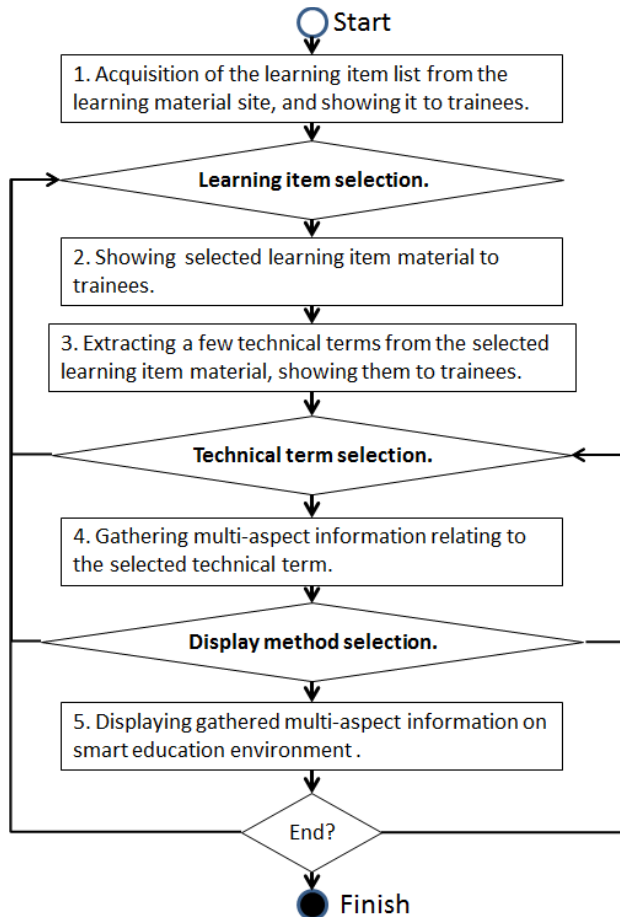 Start
1. Acquisition of the learning item list from the
learning material site, and showing it to trainees.
Learning item selection.
2. Showing selected learning item material to
trainees.
3. Extracting a few technical terms from the selected
learning item material, showing them to trainees.
Technical term selection.
4. Gathering multi-aspect information relating to
the selected technical term.
Display method selection.
5. Displaying gathered multi-aspect information on
smart education environment .
End?
Finish